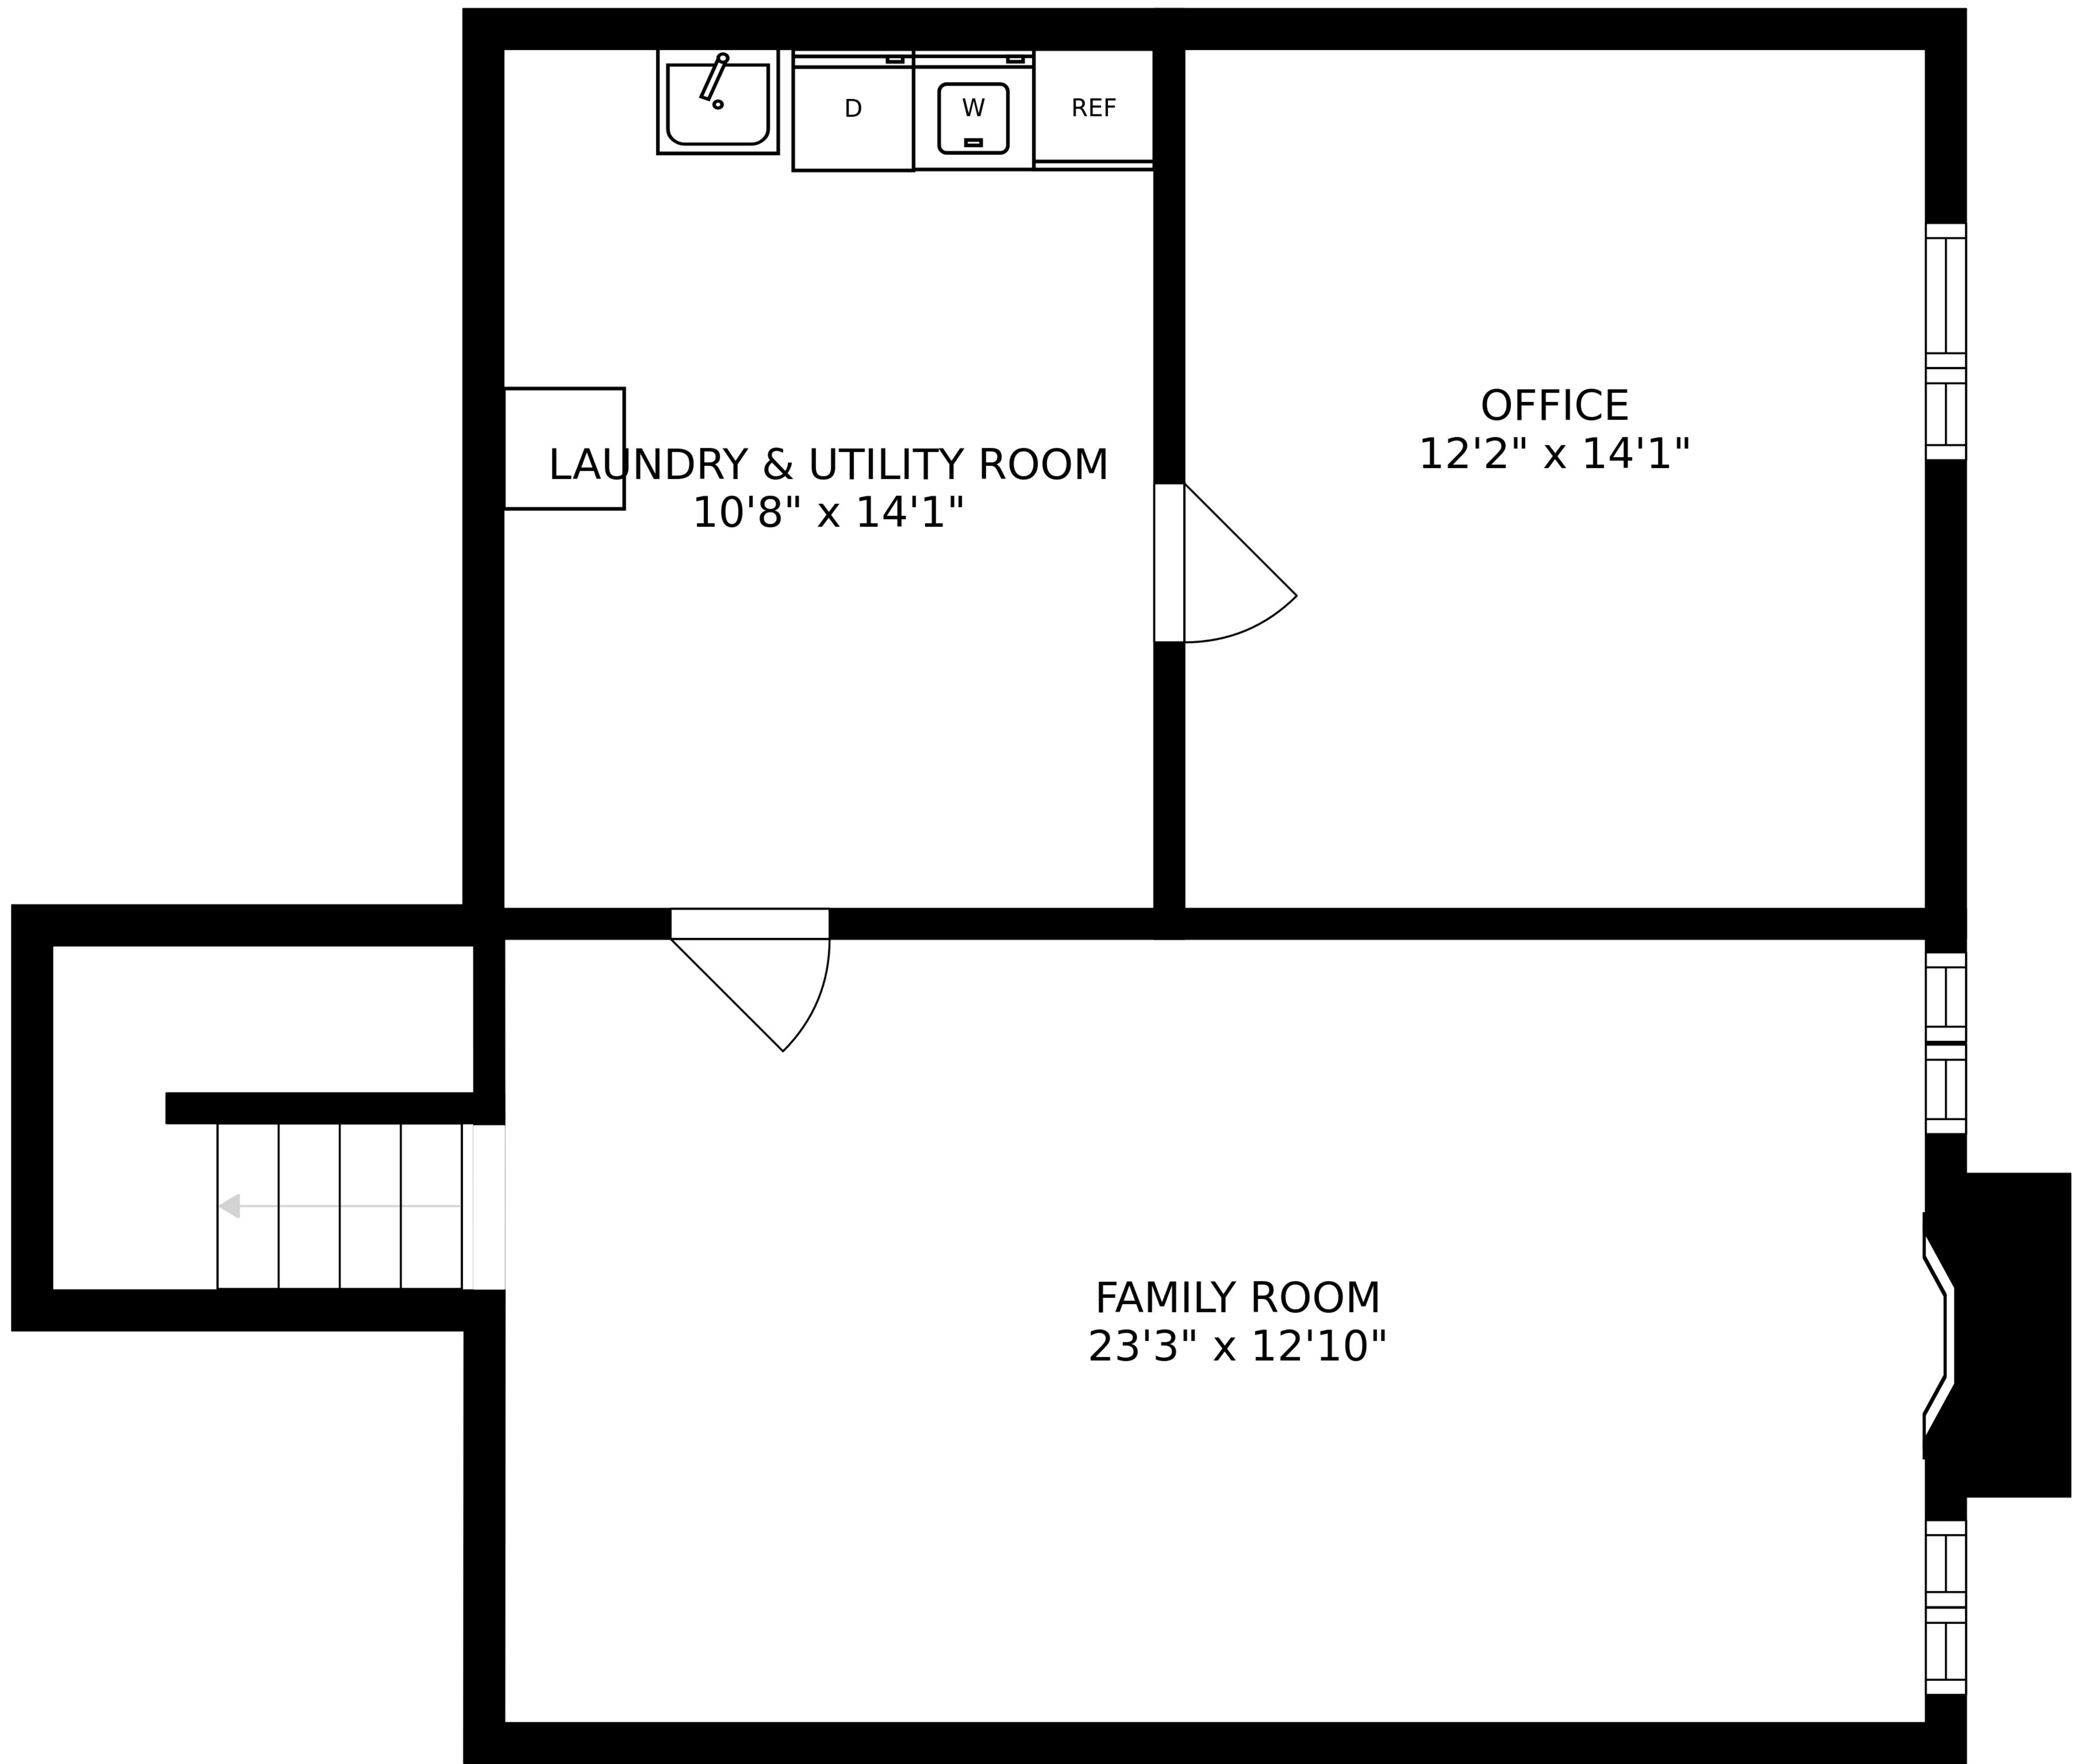 D
W
REF
OFFICE
12'2" x 14'1"
LAUNDRY & UTILITY ROOM
10'8" x 14'1"
FAMILY ROOM
23'3" x 12'10"